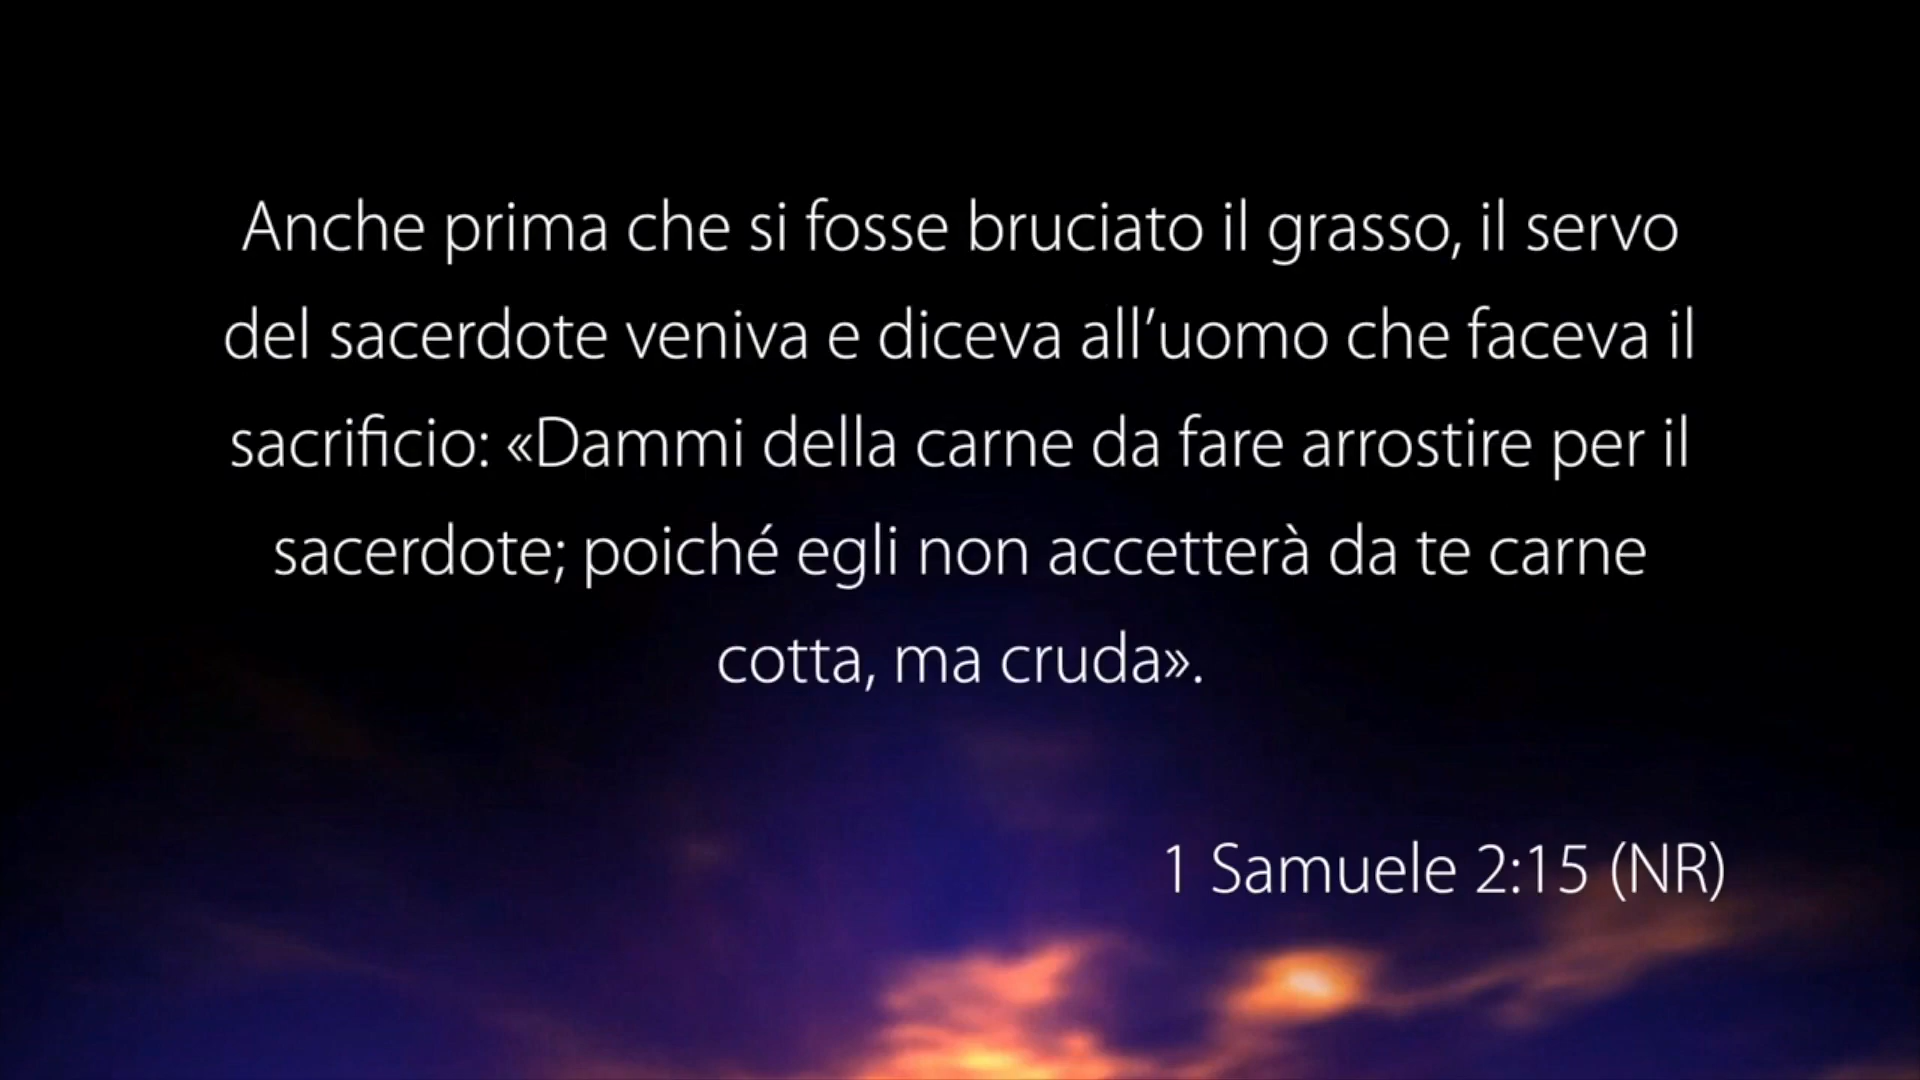 Anche prima che si fosse bruciato il grasso, il servo
del sacerdote veniva e diceva all’uomo che faceva il
sacrificio: «Dammi della carne da fare arrostire per il
sacerdote; poiché egli non accetterà da te carne
cotta, ma cruda».
1 Samuele 2:15 (NR)